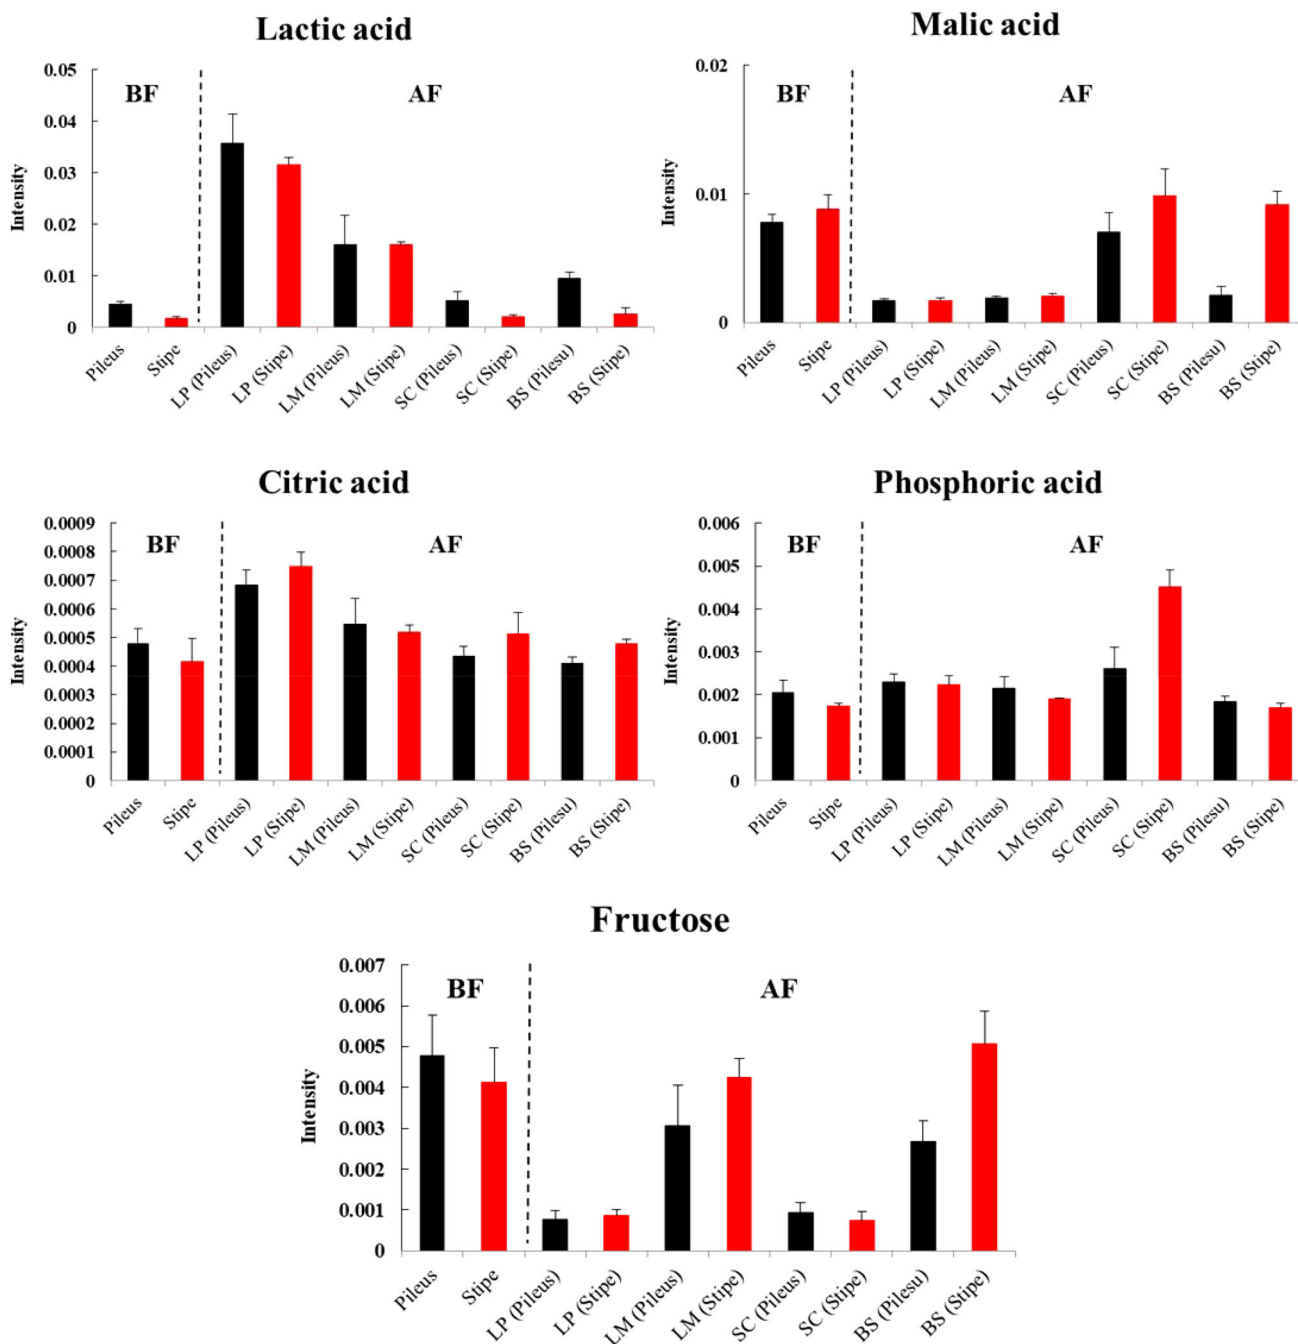 Lactic acid
0.05
0.04
0.03
0.02
0.01
0
Intensity
BF
AF
Pileus
Stipe
LP (Pileus)
LP (Stipe)
LM (Pileus)
LM (Stipe)
SC (Pileus)
SC (Stipe)
BS (Pilesu)
BS (Stipe)
Malic acid
0.02
0.01
0
Intensity
BF
AF
Pileus
Stipe
LP (Pileus)
LP (Stipe)
LM (Pileus)
LM (Stipe)
SC (Pileus)
SC (Stipe)
BS (Pilesu)
BS (Stipe)
Citric acid
0.0009
0.0008
0.0007
0.0006
0.0005
0.0004
0.0003
0.0002
0.0001
0
Intensity
BF
AF
Pileus
Stipe
LP (Pileus)
LP (Stipe)
LM (Pileus)
LM (Stipe)
SC (Pileus)
SC (Stipe)
BS (Pilesu)
BS (Stipe)
Phosphoric acid
0.006
0.005
0.004
0.003
0.002
0.001
0
Intensity
BF
AF
Pileus
Stipe
LP (Pileus)
LP (Stipe)
LM (Pileus)
LM (Stipe)
SC (Pileus)
SC (Stipe)
BS (Pilesu)
BS (Stipe)
Fructose
0.007
0.006
0.005
0.004
0.003
0.002
0.001
0
Intensity
BF
AF
Pileus
Stipe
LP (Pileus)
LP (Stipe)
LM (Pileus)
LM (Stipe)
SC (Pileus)
SC (Stipe)
BS (Pilesu)
BS (Stipe)